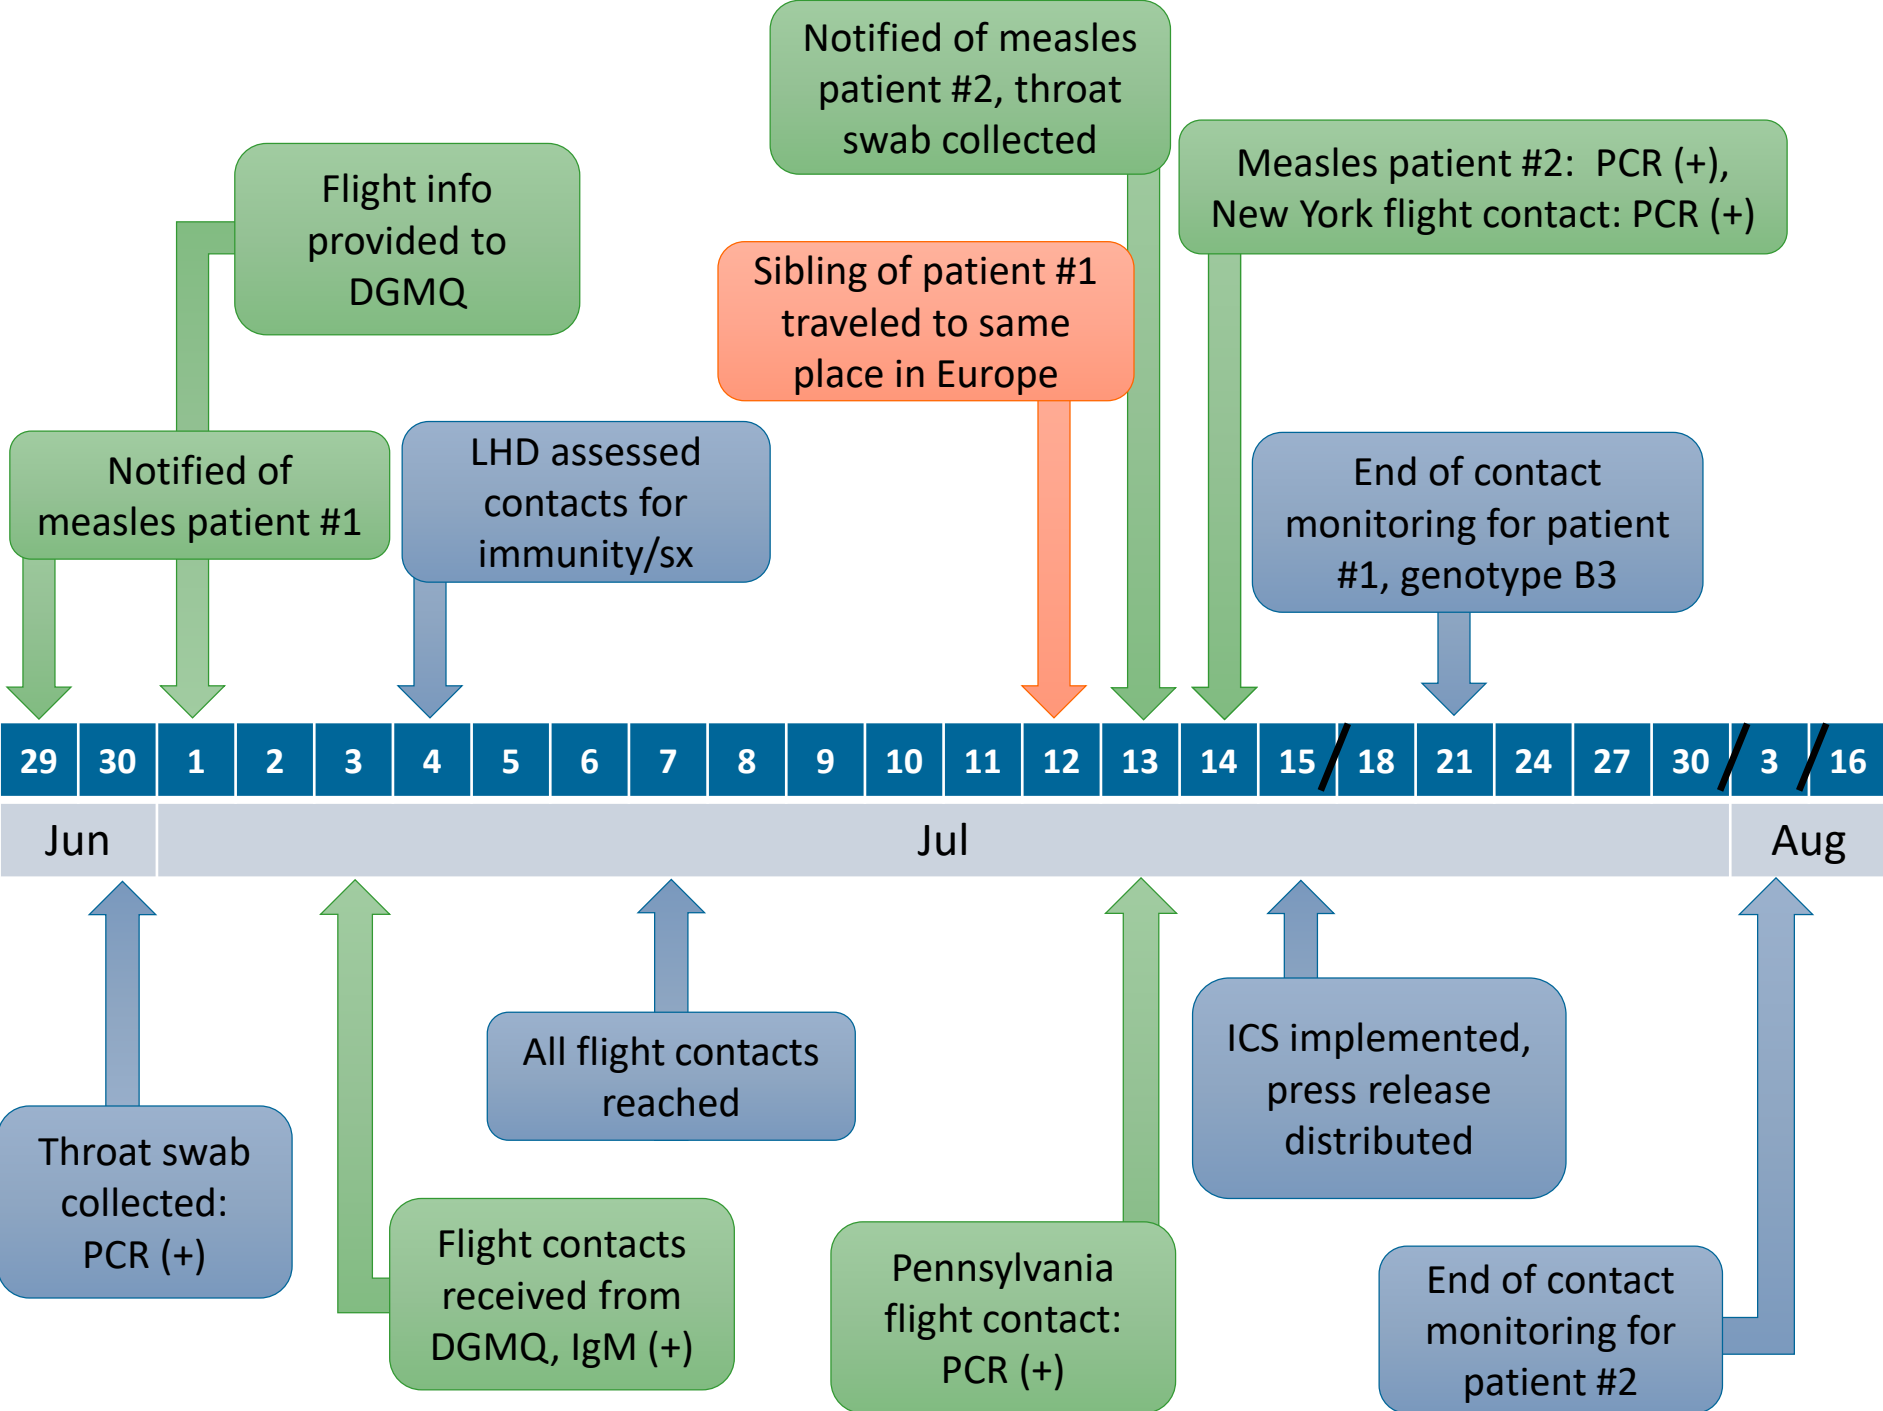 Notified of measles
patient #2, throat
swab collected
Flight info
provided to
DGMQ
Measles patient #2:  PCR (+),
New York flight contact: PCR (+)
Sibling of patient #1
traveled to same
place in Europe
Notified of
measles patient #1
LHD assessed
contacts for
immunity/sx
End of contact
monitoring for patient
#1, genotype B3
29 30 1 2 3 4 5 6 7 8 9 10 11 12 13 14 15 18 21 24 27 30 3 16
Jun Jul Aug
Throat swab
collected:
PCR (+)
Flight contacts
received from
DGMQ, IgM (+)
All flight contacts
reached
Pennsylvania
flight contact:
PCR (+)
ICS implemented,
press release
distributed
End of contact
monitoring for
patient #2